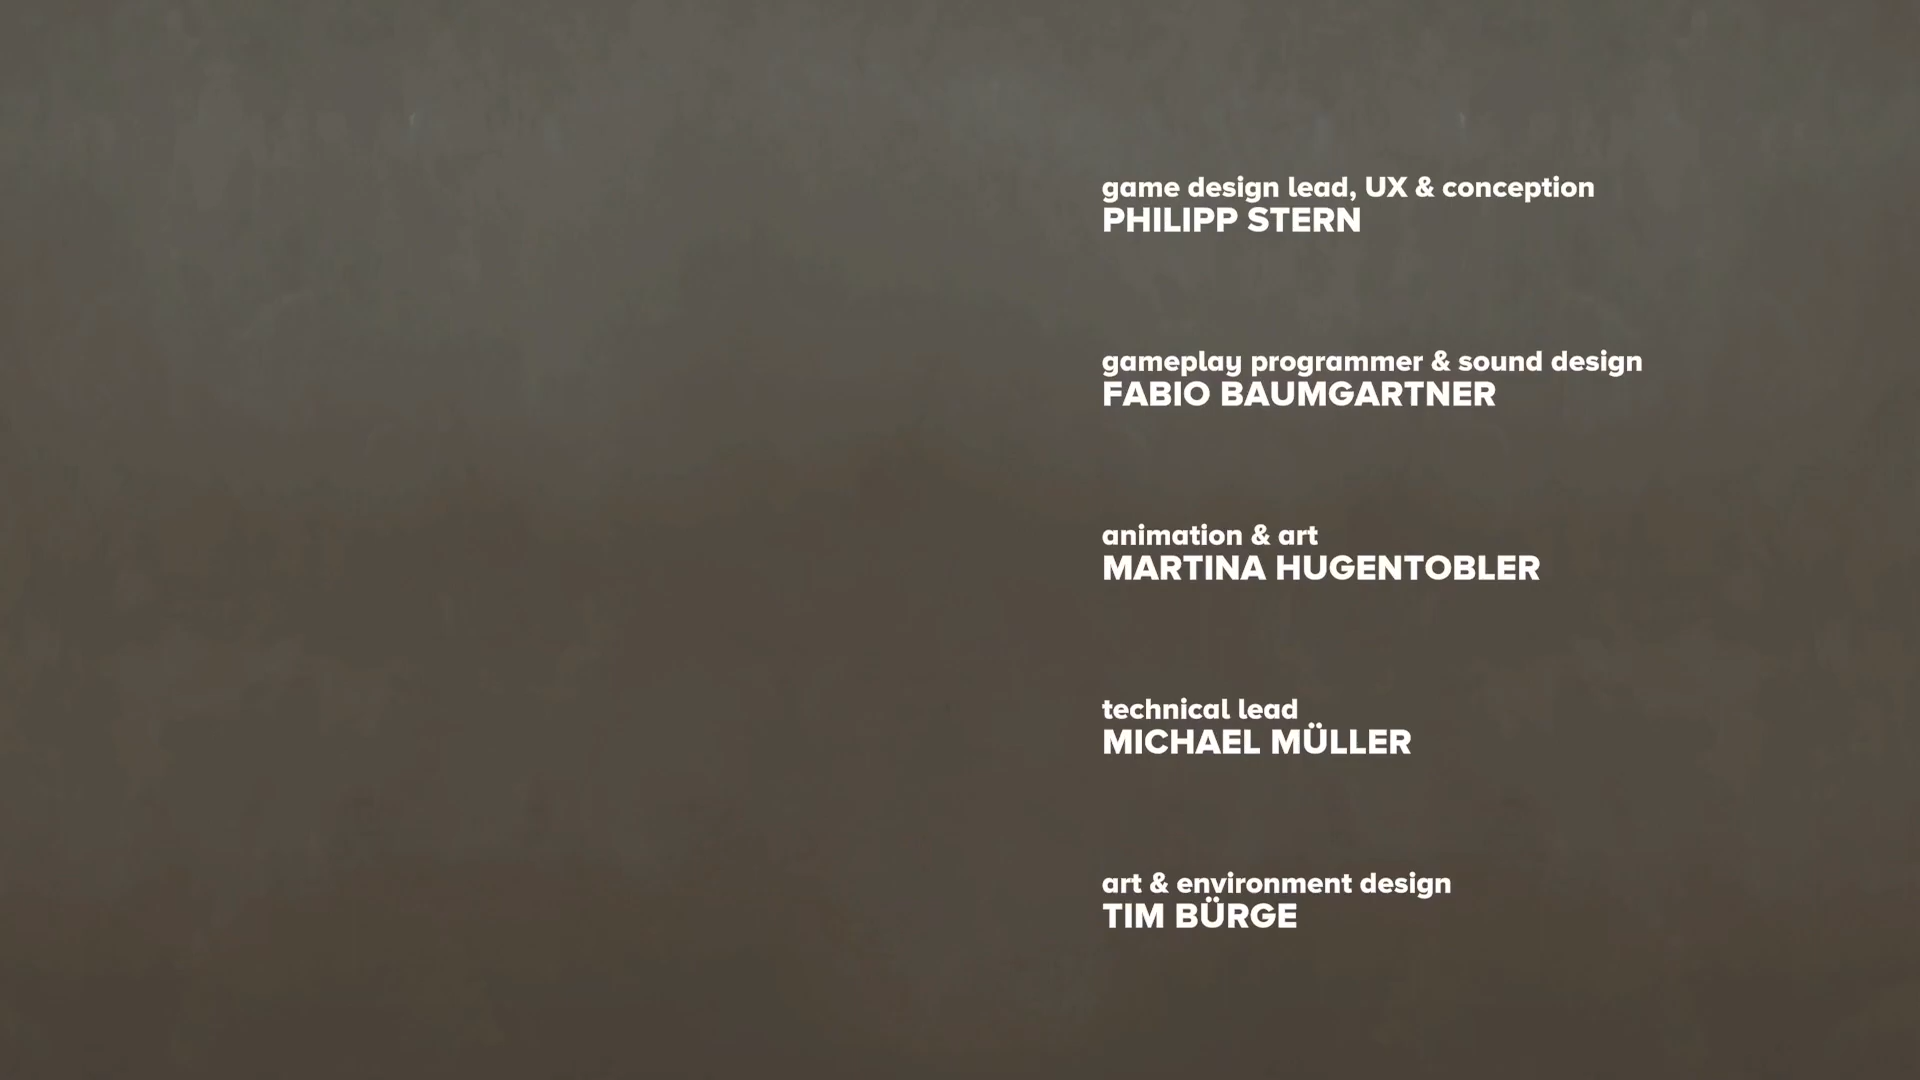 game design lead, UX & conception
PHILIPP STERN
gameplay programmer & sound design
FABIO BAUMGARTNER
animation & art
MARTINA HUGENTOBLER
technical lead
MICHAEL MÜLLER
art & environment design
TIM BÜRGE